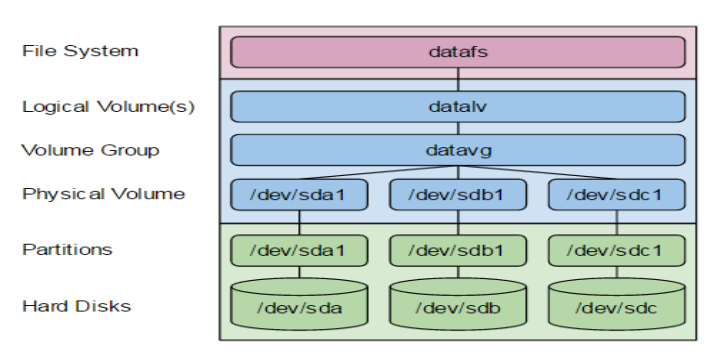 File System
datafs
Logical Volume(s)
datalv
Volume Group
datavg
Physical Volume
/dev/sda1
/dev/sdb1
/dev/sdc1
Partitions
/dev/sda1
/dev/sdb1
/dev/sdc1
Hard Disks
/dev/sda
/dev/sdb
/dev/sdc